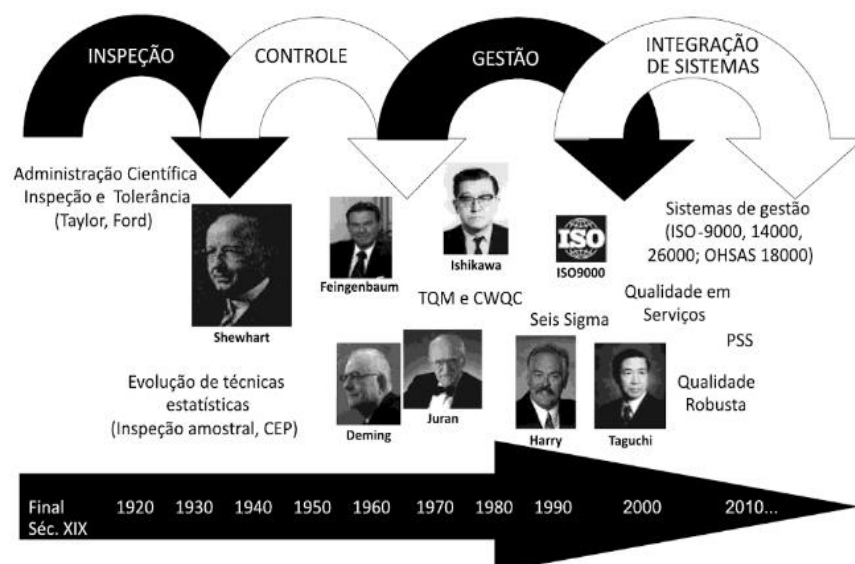 INSPEÇÃO
CONTROLE
GESTÃO
INTEGRAÇÃO
DE SISTEMAS
Administração Científica
Inspeção e Tolerância
(Taylor, Ford)
Shewhart
Feingenbaum
Ishikawa
ISO
ISO9000
Sistemas de gestão
(ISO-9000, 14000,
26000; OHSAS 18000)
TQM e CWQC
Qualidade em
Serviços
Seis Sigma
PSS
Evolução de técnicas
estatísticas
(Inspeção amostral, CEP)
Deming
Juran
Harry
Taguchi
Qualidade
Robusta
Final
Séc. XIX
1920
1930
1940
1950
1960
1970
1980
1990
2000
2010...